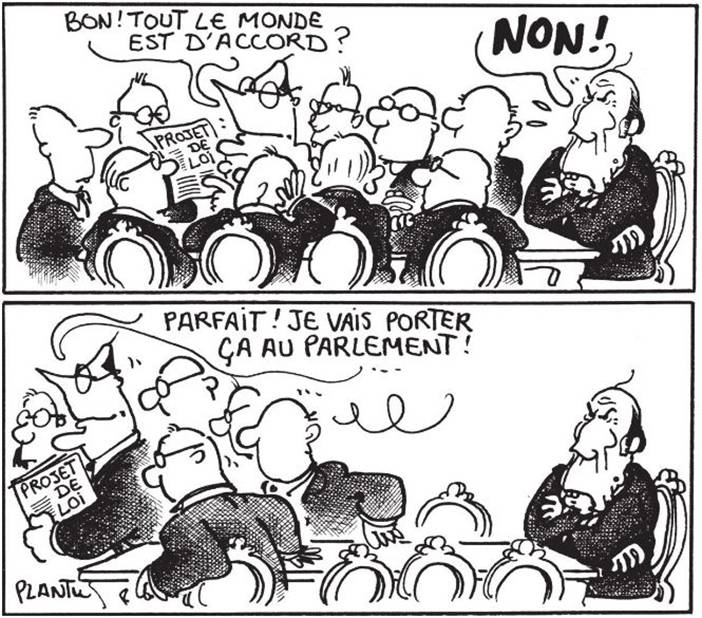 BON! TOUT LE MONDE
EST D'ACCORD?
NON!
PROJET
DE
LOI
PARFAIT! JE VAIS PORTER
ÇA AU PARLEMENT!
...
PROJET
DE
LOI
PLANTU